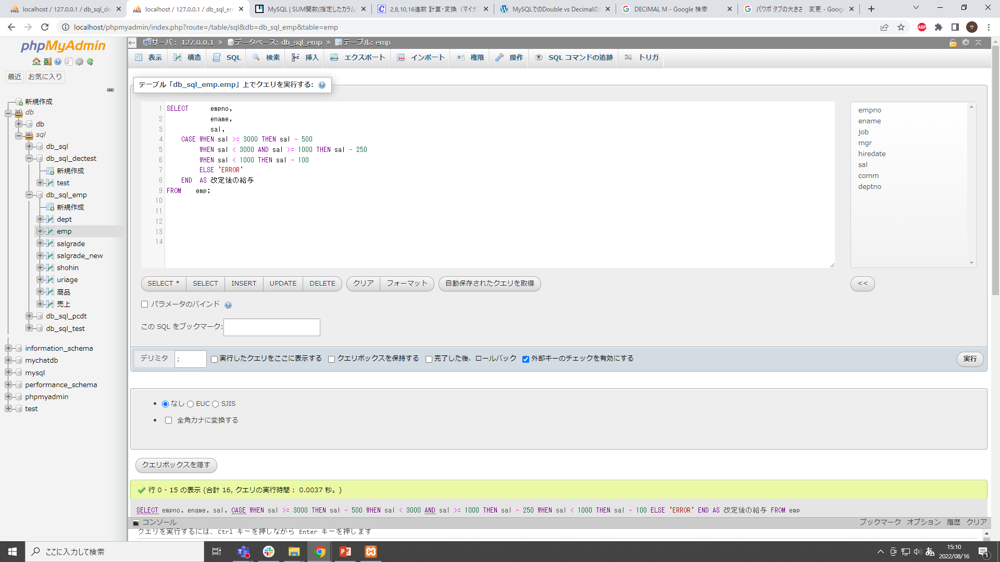 localhost / 127.0.0.1 / db_sql_de
localhost / 127.0.0.1 / db_sql_em
MySQL | SUM関数(指定したカラム
2,8,10,16進数 計算・変換（マイナ
MySQLでのDouble vs Decimalの
DECIMAL M - Google 検索
パワポ タブの大きさ　変更 - Goog
localhost/phpmyadmin/index.php?route=/table/sql&db=db_sql_emp&table=emp
ABP
サ
phpMyAdmin
サーバ： 127.0.0.1 » データベース: db_sql_emp » テーブル: emp
表示 構造 SQL 検索 挿入 エクスポート インポート 権限 操作 SQL コマンドの追跡 トリガ
最近 お気に入り
新規作成
db
db
sql
db_sql
db_sql_dectest
新規作成
test
db_sql_emp
新規作成
dept
emp
salgrade
salgrade_new
shohin
uriage
商品
売上
db_sql_pcdt
db_sql_test
information_schema
mychatdb
mysql
performance_schema
phpmyadmin
test
テーブル「db_sql_emp.emp」上でクエリを実行する:
1 SELECT empno,
2 ename,
3 sal,
4 CASE WHEN sal >= 3000 THEN sal - 500
5 WHEN sal < 3000 AND sal >= 1000 THEN sal - 250
6 WHEN sal < 1000 THEN sal - 100
7 ELSE 'ERROR'
8 END AS 改定後の給与
9 FROM emp;
10
11
12
13
14
empno
ename
job
mgr
hiredate
sal
comm
deptno
SELECT * SELECT INSERT UPDATE DELETE クリア フォーマット 自動保存されたクエリを取得 <<
パラメータのバインド
この SQL をブックマーク:
デリミタ ; 実行したクエリをここに表示する クエリボックスを保持する 完了した後、ロールバック 外部キーのチェックを有効にする 実行
なし EUC SJIS
全角カナに変換する
クエリボックスを隠す
行 0 - 15 の表示 (合計 16, クエリの実行時間： 0.0037 秒。)
SELECT empno, ename, sal, CASE WHEN sal >= 3000 THEN sal - 500 WHEN sal < 3000 AND sal >= 1000 THEN sal - 250 WHEN sal < 1000 THEN sal - 100 ELSE 'ERROR' END AS 改定後の給与 FROM emp
コンソール ブックマーク オプション 履歴 クリア
クエリを実行するには、Ctrl キーを押しながら Enter キーを押します
ここに入力して検索
あ
15:10
2022/08/16
1